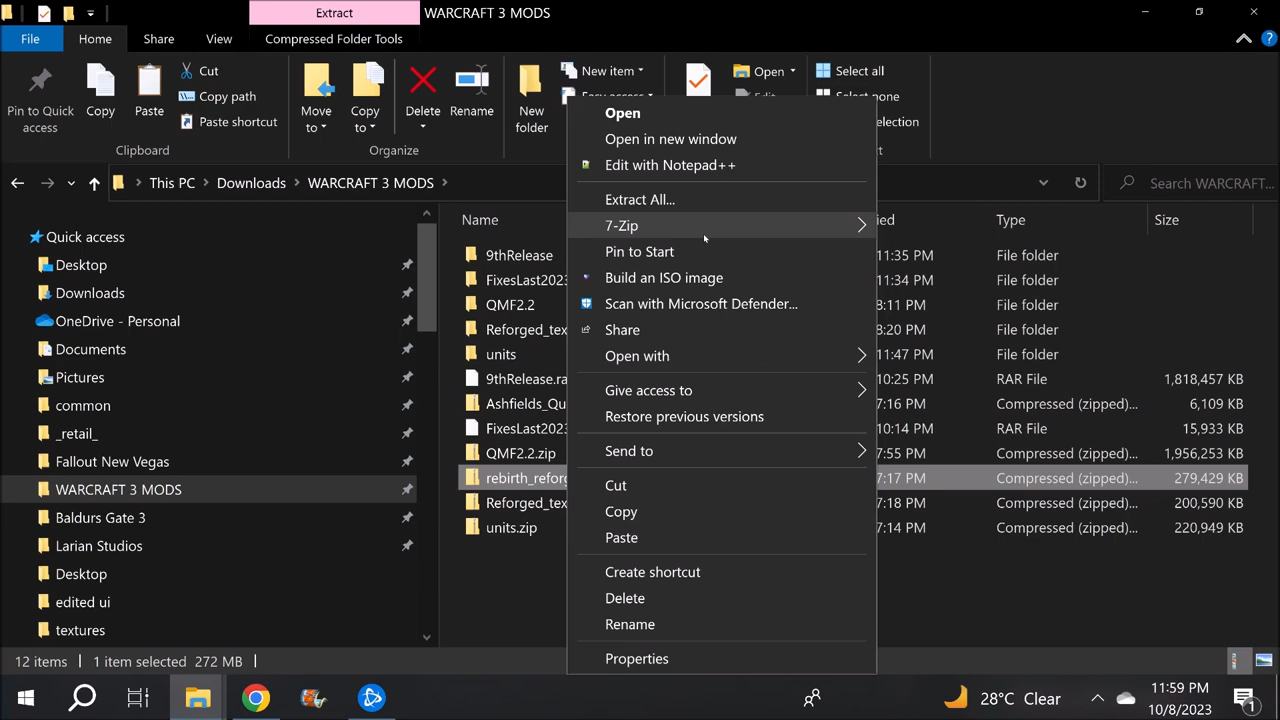 Extract
WARCRAFT 3 MODS
File
Home
Share
View
Compressed Folder Tools
Pin to Quick access
Copy
Paste
Cut
Copy path
Paste shortcut
Clipboard
Move to
Copy to
Delete
Rename
Organize
New folder
New item
Open
Select all
Select none
This PC
Downloads
WARCRAFT 3 MODS
Search WARCRAFT...
Quick access
Desktop
Downloads
OneDrive - Personal
Documents
Pictures
common
_retail_
Fallout New Vegas
WARCRAFT 3 MODS
Baldurs Gate 3
Larian Studios
Desktop
edited ui
textures
Name
Type
Size
9thRelease
11:35 PM
File folder
FixesLast2023
11:34 PM
File folder
QMF2.2
8:11 PM
File folder
Reforged_tex
8:20 PM
File folder
units
11:47 PM
File folder
9thRelease.ra
10:25 PM
RAR File
1,818,457 KB
Ashfields_Qu
7:16 PM
Compressed (zipped)...
6,109 KB
FixesLast2023
10:14 PM
RAR File
15,933 KB
QMF2.2.zip
7:55 PM
Compressed (zipped)...
1,956,253 KB
rebirth_reforg
7:17 PM
Compressed (zipped)...
279,429 KB
Reforged_tex
7:18 PM
Compressed (zipped)...
200,590 KB
units.zip
7:14 PM
Compressed (zipped)...
220,949 KB
Open
Open in new window
Edit with Notepad++
Extract All...
7-Zip
Pin to Start
Build an ISO image
Scan with Microsoft Defender...
Share
Open with
Give access to
Restore previous versions
Send to
Cut
Copy
Paste
Create shortcut
Delete
Rename
Properties
12 items
1 item selected 272 MB
28°C Clear
11:59 PM
10/8/2023
1